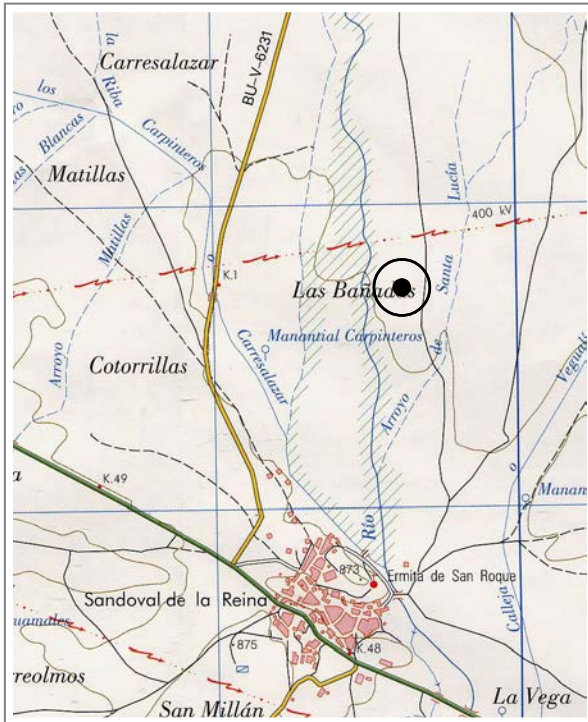 Carresalazar
la
Riba
BU-V-6231
los
Carpinteros
Blancas
Matillas
Matillas
Arroyo
Lucía
Santa
de
Arroyo
400 kV
K.1
Las Bañadas
Manantial Carpinteros
Carresalazar
Cotorrillas
K.49
Río
873
Ermita de San Roque
Sandoval de la Reina
875
K.48
San Millán
Calleja
La Vega